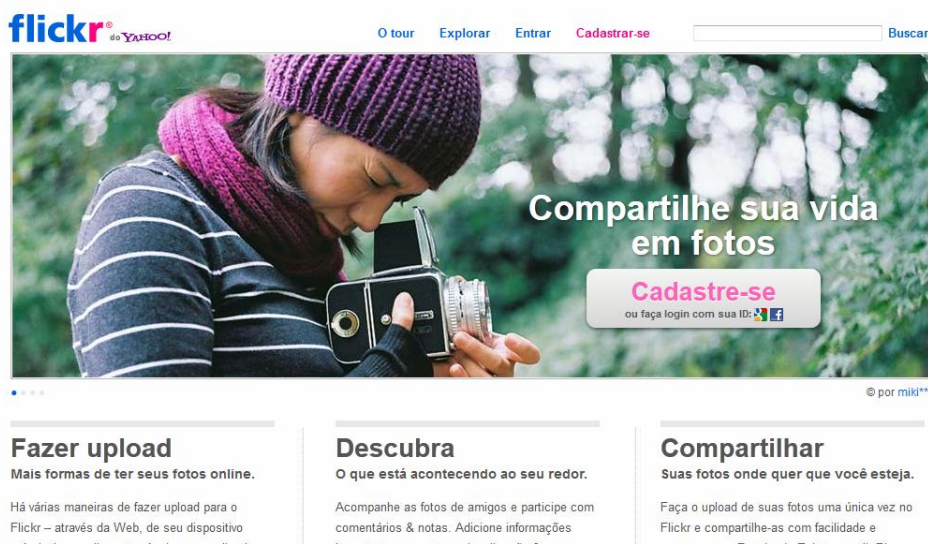 flickr® do YAHOO!
O tour Explorar Entrar Cadastrar-se Buscar
Compartilhe sua vida
em fotos
Cadastre-se
ou faça login com sua ID:
© por miki**
Fazer upload
Mais formas de ter seus fotos online.
Há várias maneiras de fazer upload para o
Flickr – através da Web, de seu dispositivo
Descubra
O que está acontecendo ao seu redor.
Acompanhe as fotos de amigos e participe com
comentários & notas. Adicione informações
Compartilhar
Suas fotos onde quer que você esteja.
Faça o upload de suas fotos uma única vez no
Flickr e compartilhe-as com facilidade e